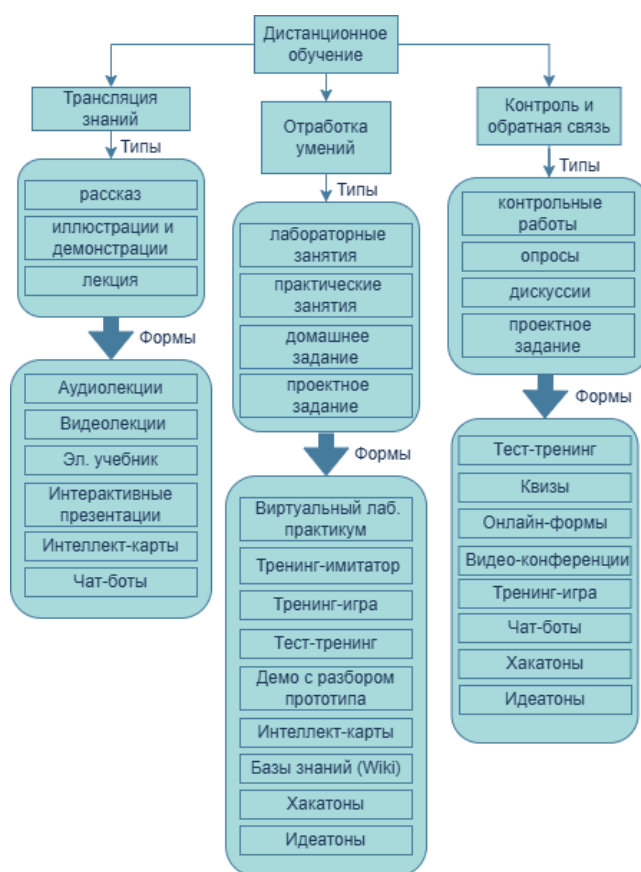 Дистанционное
обучение
Трансляция
знаний
Типы
рассказ
иллюстрации и
демонстрации
лекция
Формы
Аудиолекции
Видеолекции
Эл. учебник
Интерактивные
презентации
Интеллект-карты
Чат-боты
Отработка
умений
Типы
лабораторные
занятия
практические
занятия
домашнее
задание
проектное
задание
Формы
Виртуальный лаб.
практикум
Тренинг-имитатор
Тренинг-игра
Тест-тренинг
Демо с разбором
прототипа
Интеллект-карты
Базы знаний (Wiki)
Хакатоны
Идеатоны
Контроль и
обратная связь
Типы
контрольные
работы
опросы
дискуссии
проектное
задание
Формы
Тест-тренинг
Квизы
Онлайн-формы
Видео-конференции
Тренинг-игра
Чат-боты
Хакатоны
Идеатоны